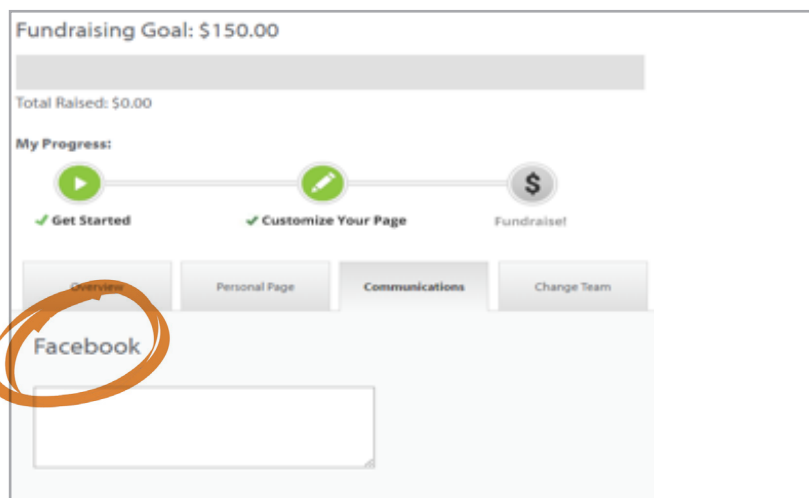 Fundraising Goal: $150.00
Total Raised: $0.00
My Progress:
$
Get Started Customize Your Page Fundraise!
Overview Personal Page Communications Change Team
Facebook